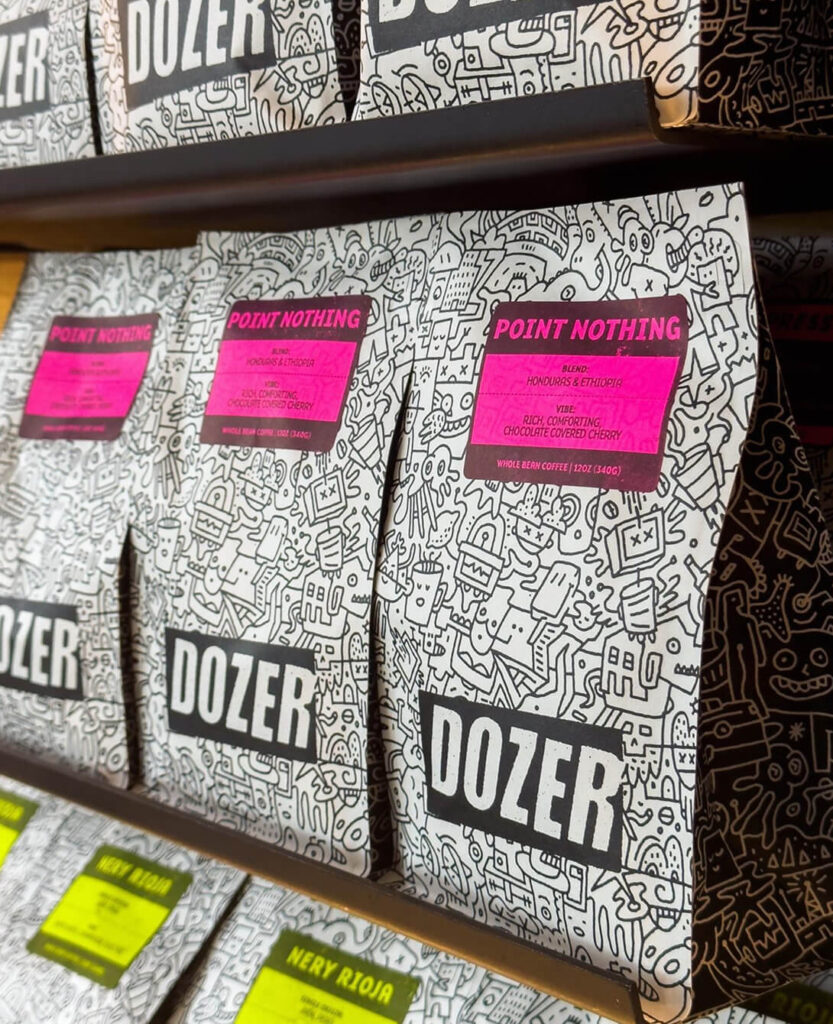 DOZER
DOZER
POINT NOTHING
POINT NOTHING
BLEND:
HONDURAS & ETHIOPIA
VIBE:
RICH, COMFORTING,
CHOCOLATE COVERED CHERRY
WHOLE BEAN COFFEE, 12OZ (340G)
POINT NOTHING
BLEND:
HONDURAS & ETHIOPIA
VIBE:
RICH, COMFORTING,
CHOCOLATE COVERED CHERRY
WHOLE BEAN COFFEE | 12OZ (340G)
DOZER
DOZER
DOZER
NERY RIOJA
NERY RIOJA